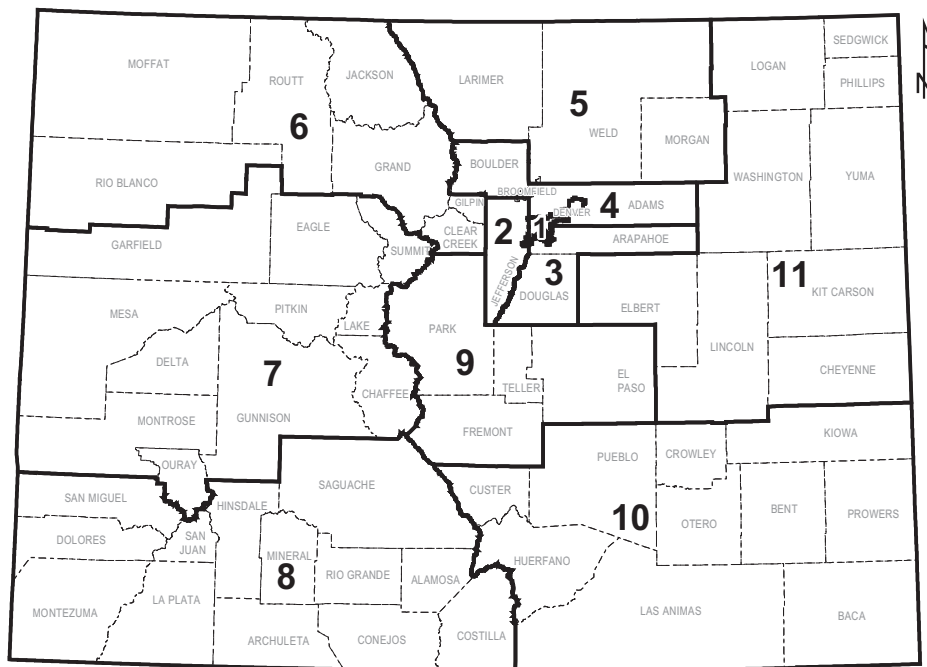 SEDGWICK
MOFFAT
ROUTT
JACKSON
LARIMER
LOGAN
PHILLIPS
5
6
WELD
MORGAN
GRAND
BOULDER
RIO BLANCO
WASHINGTON
YUMA
BROOMFIELD
GILPIN
DENVER
4
ADAMS
EAGLE
2
1
CLEAR
CREEK
GARFIELD
SUMMIT
ARAPAHOE
3
JEFFERSON
DOUGLAS
11
KIT CARSON
MESA
PITKIN
ELBERT
LAKE
PARK
LINCOLN
DELTA
9
7
CHEYENNE
EL
PASO
TELLER
CHAFFEE
MONTROSE
GUNNISON
FREMONT
KIOWA
PUEBLO
CROWLEY
OURAY
SAGUACHE
CUSTER
SAN MIGUEL
HINSDALE
10
BENT
PROWERS
OTERO
SAN
JUAN
DOLORES
MINERAL
HUERFANO
8
RIO GRANDE
ALAMOSA
LA PLATA
MONTEZUMA
LAS ANIMAS
BACA
COSTILLA
ARCHULETA
CONEJOS